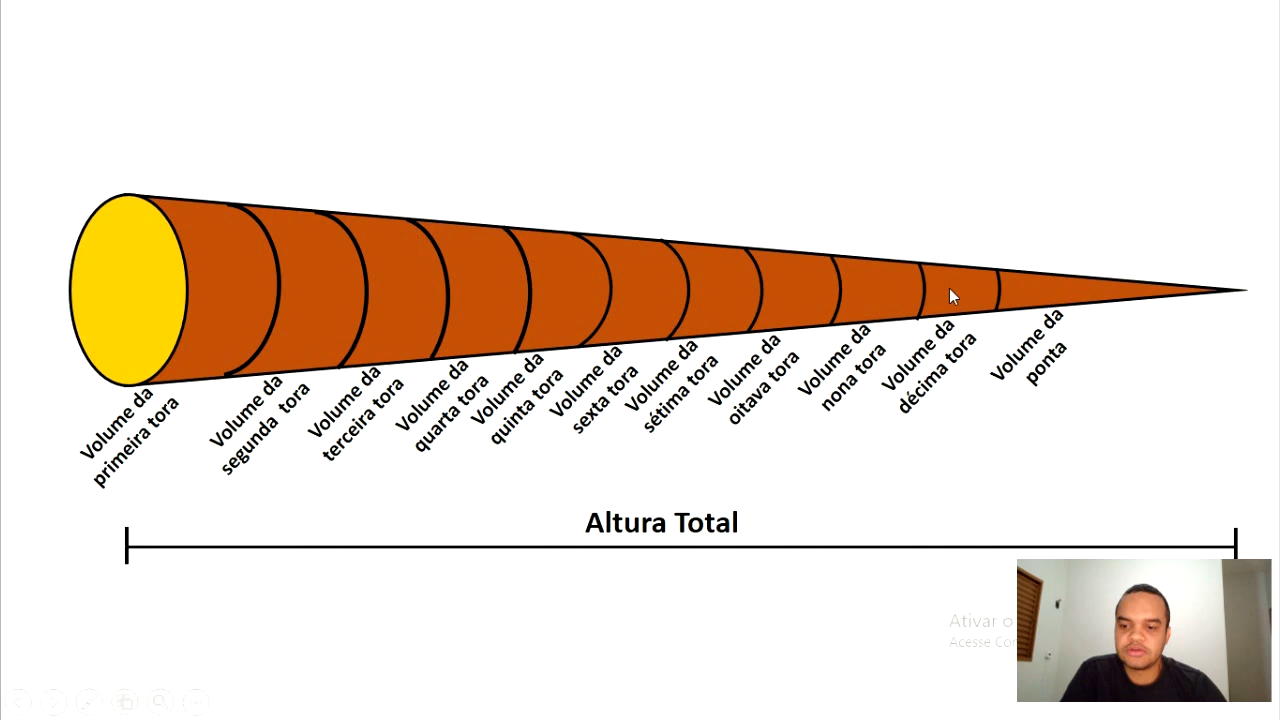 Volume da
primeira tora
Volume da
segunda tora
Volume da
terceira tora
Volume da
quarta tora
Volume da
quinta tora
Volume da
sexta tora
Volume da
sétima tora
Volume da
oitava tora
Volume da
nona tora
Volume da
décima tora
Volume da
ponta
Altura Total
Ativar o
Acesse